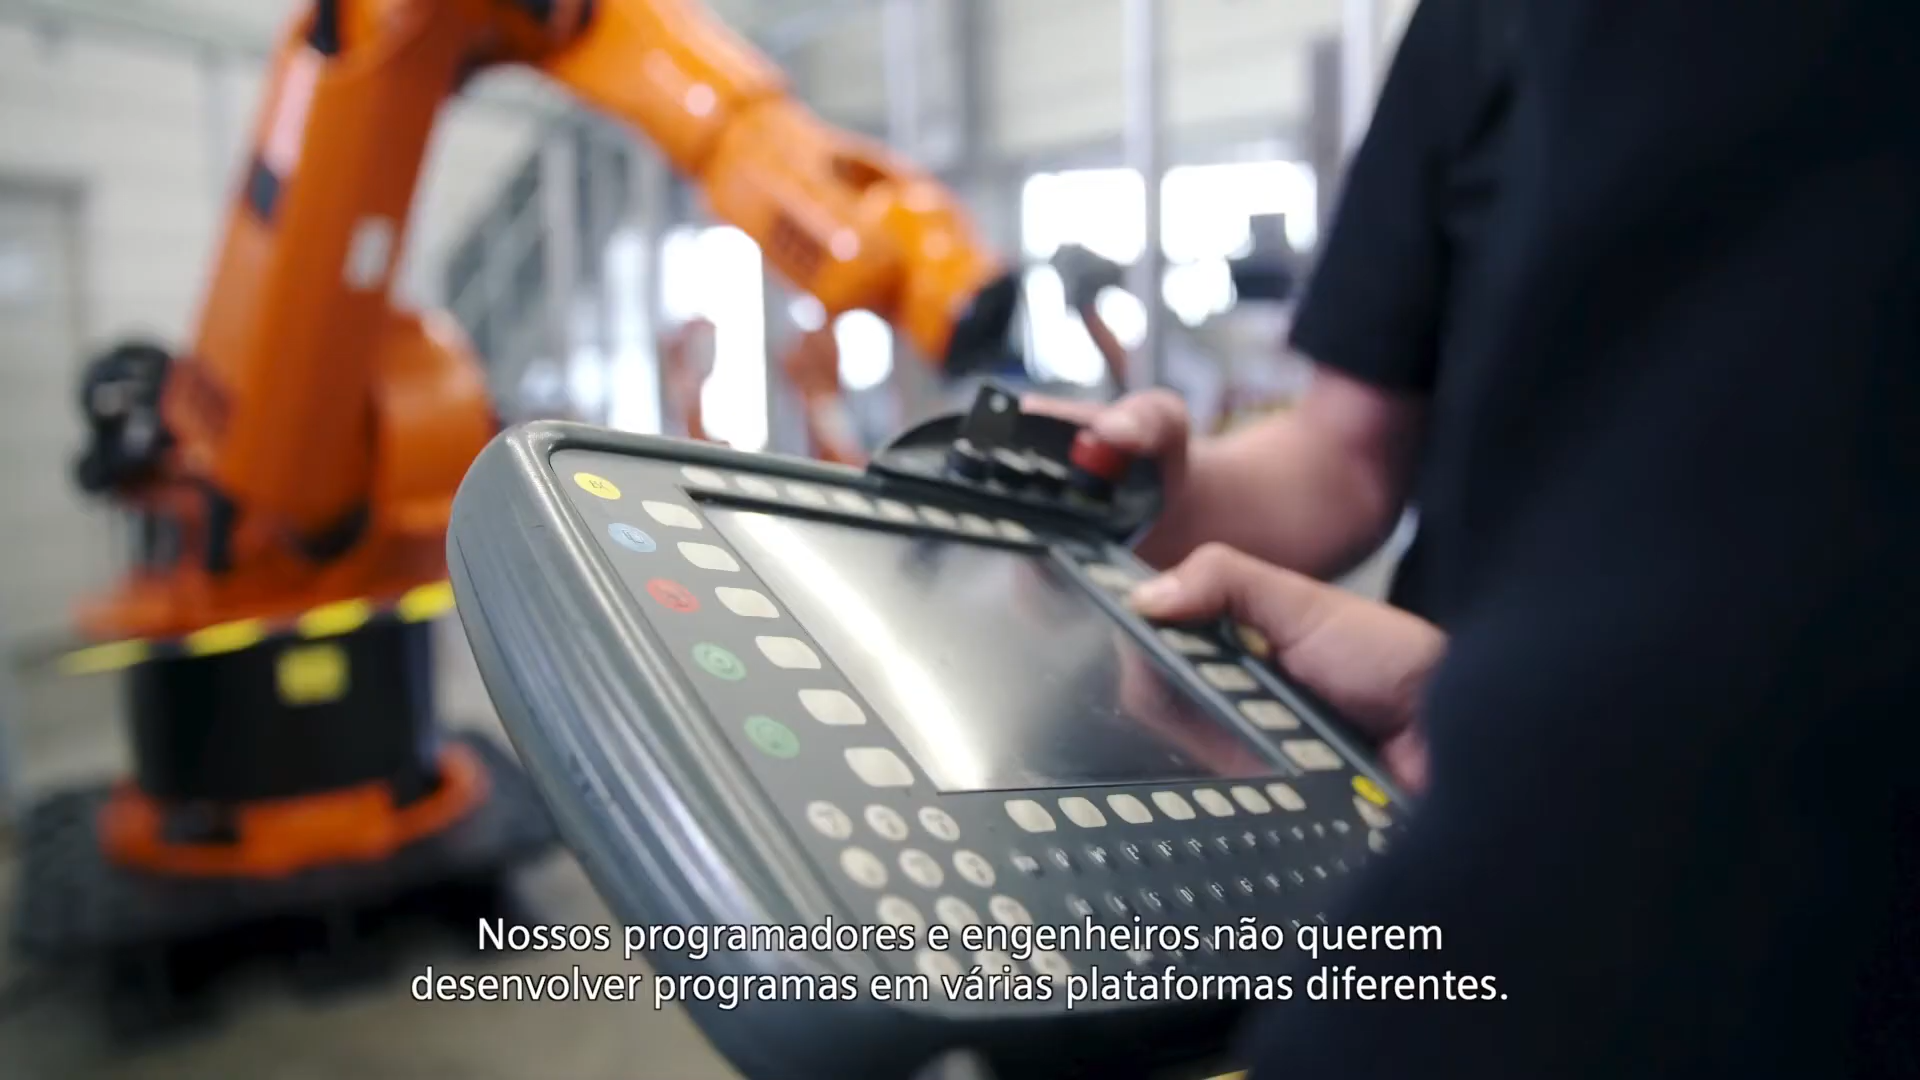 Nossos programadores e engenheiros não querem
desenvolver programas em várias plataformas diferentes.